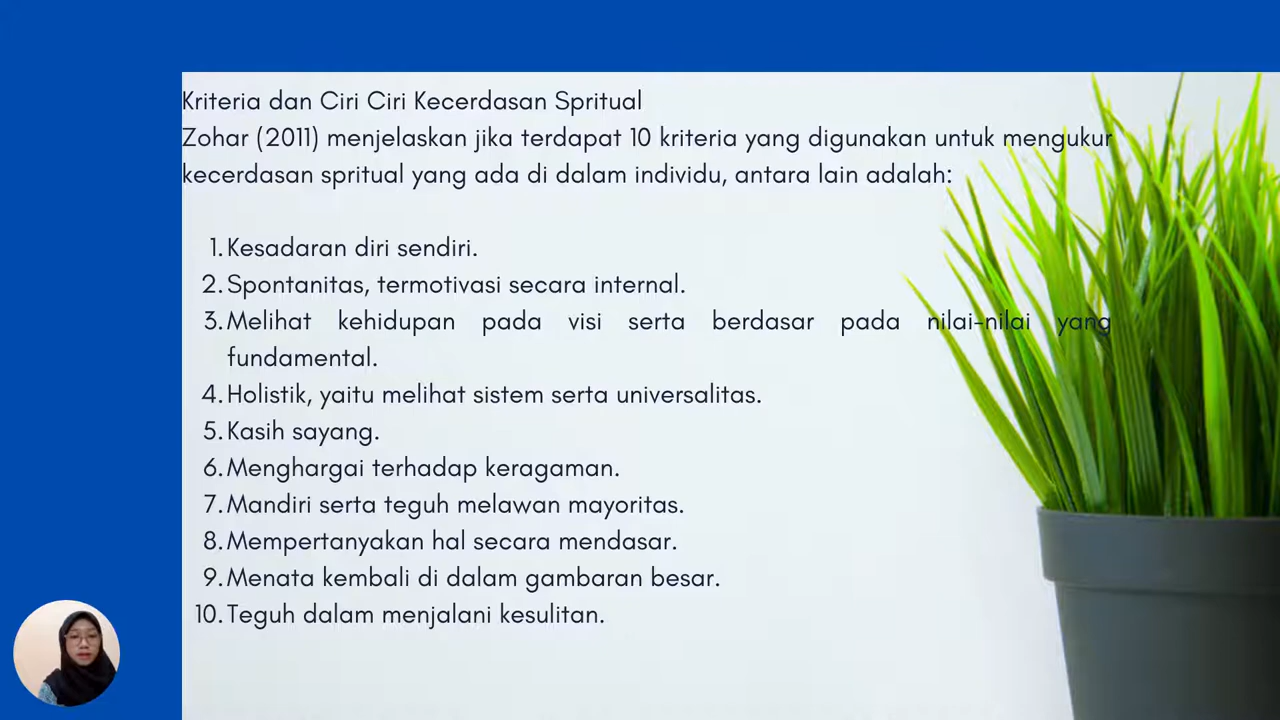 Kriteria dan Ciri Ciri Kecerdasan Spritual
Zohar (2011) menjelaskan jika terdapat 10 kriteria yang digunakan untuk mengukur
kecerdasan spritual yang ada di dalam individu, antara lain adalah:
1. Kesadaran diri sendiri.
2. Spontanitas, termotivasi secara internal.
3. Melihat kehidupan pada visi serta berdasar pada nilai-nilai yang
fundamental.
4. Holistik, yaitu melihat sistem serta universalitas.
5. Kasih sayang.
6. Menghargai terhadap keragaman.
7. Mandiri serta teguh melawan mayoritas.
8. Mempertanyakan hal secara mendasar.
9. Menata kembali di dalam gambaran besar.
10. Teguh dalam menjalani kesulitan.